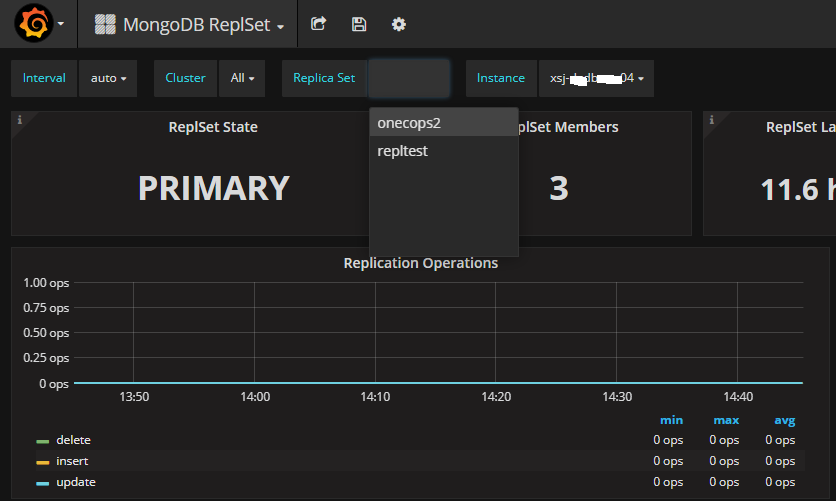 MongoDB ReplSet
Interval auto Cluster All Replica Set Instance xsj- 04
onecops2
repltest
ReplSet State
PRIMARY
plSet Members
3
ReplSet La
11.6 h
Replication Operations
1.00 ops
0.75 ops
0.50 ops
0.25 ops
0 ops
13:50 14:00 14:10 14:20 14:30 14:40
min max avg
delete 0 ops 0 ops 0 ops
insert 0 ops 0 ops 0 ops
update 0 ops 0 ops 0 ops